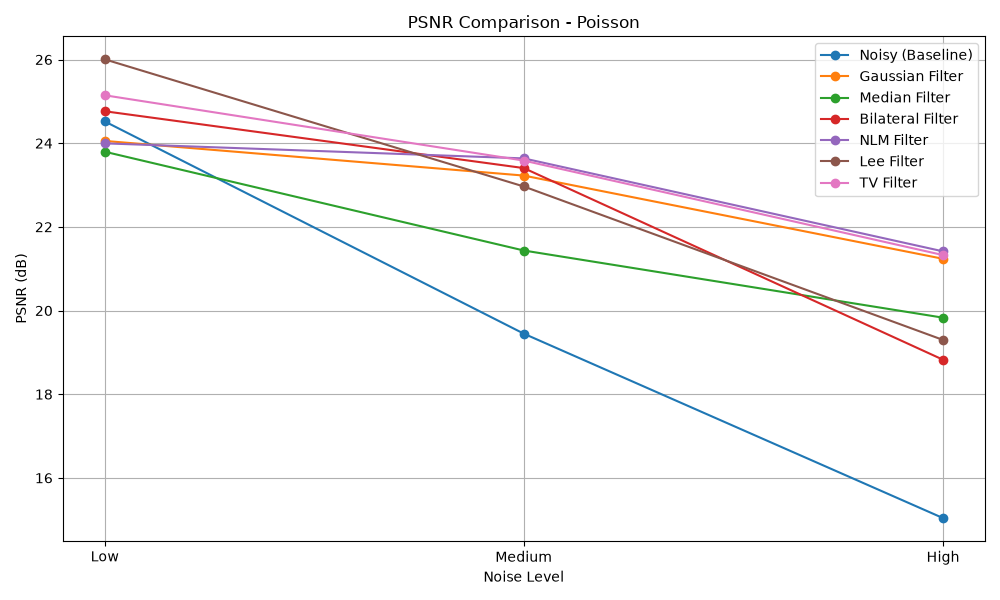 PSNR Comparison - Poisson
PSNR (dB)
26
24
22
20
18
16
Low
Medium
High
Noise Level
Noisy (Baseline)
Gaussian Filter
Median Filter
Bilateral Filter
NLM Filter
Lee Filter
TV Filter